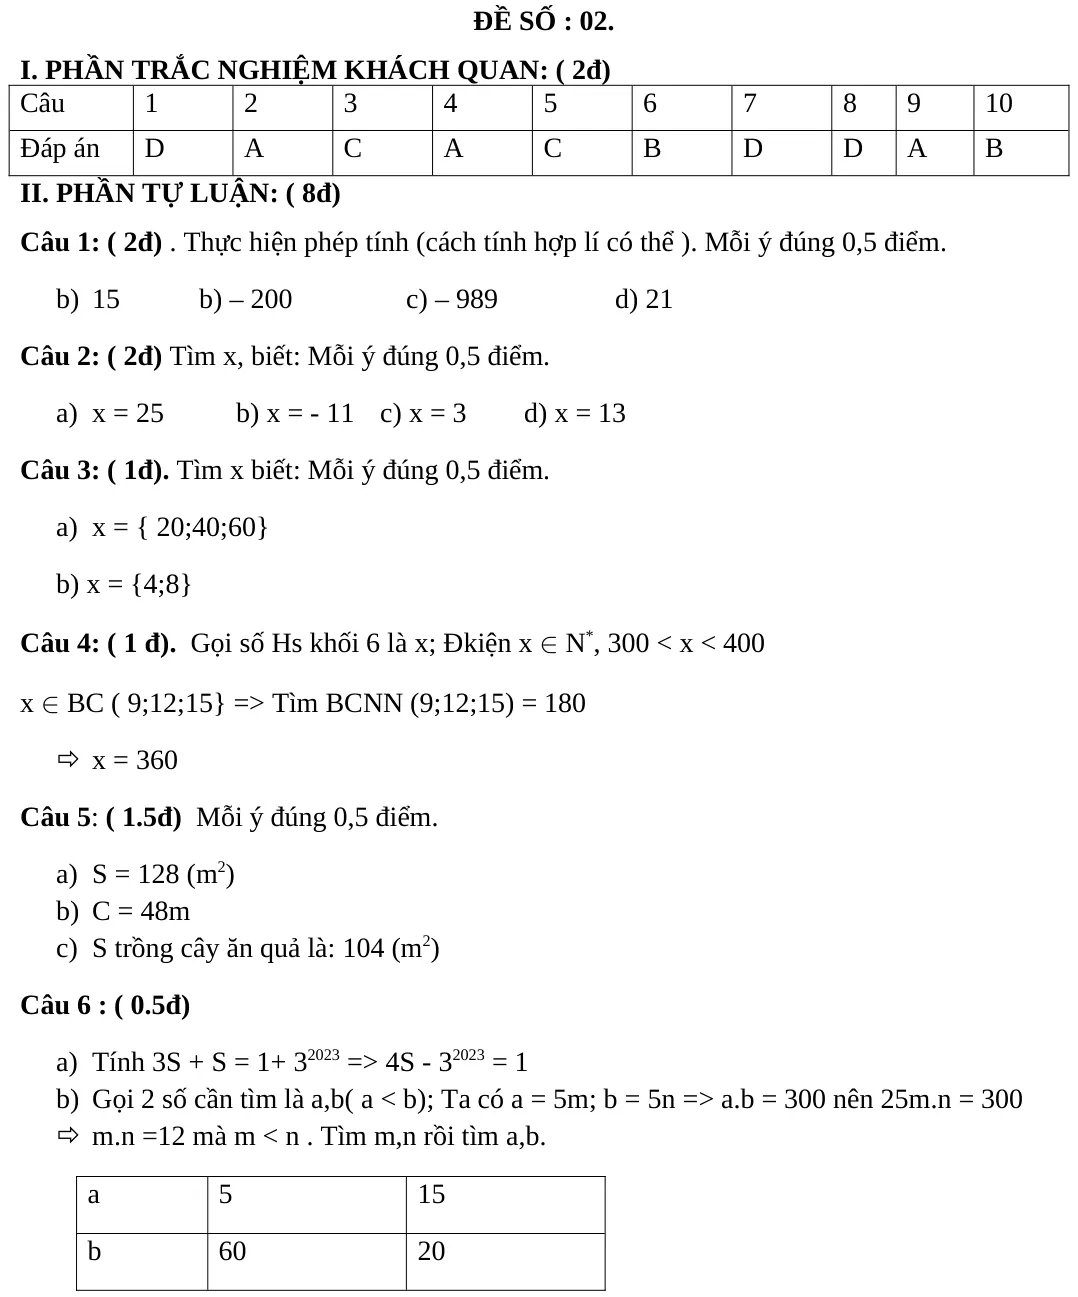 ĐỀ SỐ : 02.
I. PHẦN TRẮC NGHIỆM KHÁCH QUAN: ( 2đ)
Câu 1 2 3 4 5 6 7 8 9 10
Đáp án D A C A C B D D A B
II. PHẦN TỰ LUẬN: ( 8đ)
Câu 1: ( 2đ) . Thực hiện phép tính (cách tính hợp lí có thể ). Mỗi ý đúng 0,5 điểm.
b) 15 b) – 200 c) – 989 d) 21
Câu 2: ( 2đ) Tìm x, biết: Mỗi ý đúng 0,5 điểm.
a) x = 25 b) x = - 11 c) x = 3 d) x = 13
Câu 3: ( 1đ). Tìm x biết: Mỗi ý đúng 0,5 điểm.
a) x = { 20;40;60}
b) x = {4;8}
Câu 4: ( 1 đ). Gọi số Hs khối 6 là x; Đkiện x ∈ N*, 300 < x < 400
x ∈ BC ( 9;12;15} => Tìm BCNN (9;12;15) = 180
⇨ x = 360
Câu 5: ( 1.5đ) Mỗi ý đúng 0,5 điểm.
a) S = 128 (m²)
b) C = 48m
c) S trồng cây ăn quả là: 104 (m²)
Câu 6 : ( 0.5đ)
a) Tính 3S + S = 1+ 3²⁰²³ => 4S - 3²⁰²³ = 1
b) Gọi 2 số cần tìm là a,b( a < b); Ta có a = 5m; b = 5n => a.b = 300 nên 25m.n = 300
⇨ m.n =12 mà m < n . Tìm m,n rồi tìm a,b.
a 5 15
b 60 20